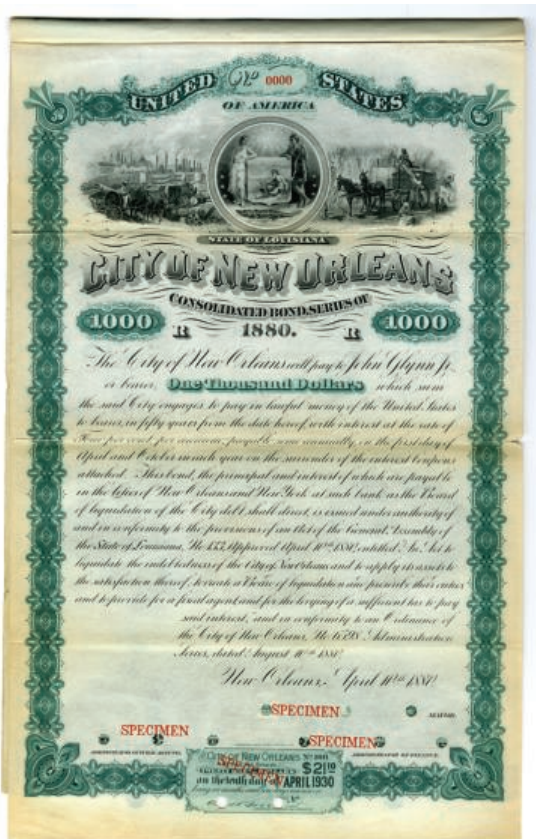 No 0000
UNITED STATES
OF AMERICA
STATE OF LOUISIANA
CITY OF NEW ORLEANS
CONSOLIDATED BOND, SERIES OF
1000 R 1880. R 1000
The City of New Orleans will pay to John Glynn Jr
or bearer, One Thousand Dollars which sum
the said City engages to pay in lawful money of the United States
to bearer, in fifty years from the date hereof, with interest at the rate of
Four per cent per annum, payable semi annually, on the first day of
April and October in each year on the surrender of the interest coupons
attached. This bond, the principal and interest of which are payable
in the Cities of New Orleans and New York at such bank as the Board
of liquidation of the City debt, shall direct, is issued under authority of
and in conformity to the provisions of an Act of the General Assembly of
the State of Louisiana, No 133, Approved April 10th 1880, entitled "An Act to
liquidate the indebtedness of the City of New Orleans and to apply its assets to
the satisfaction thereof, to create a Board of liquidation and prescribe their duties
and to provide for a fiscal agent and for the levying of a sufficient tax to pay
said interest, and in conformity to an Ordinance of
the City of New Orleans, No 6798 Administration
Series, dated August 10th 1880
New Orleans, April 10th 1880
SPECIMEN
MAYOR.
SPECIMEN SPECIMEN
ADMINISTRATOR OF FINANCE.
CITY OF NEW ORLEANS
SPECIMEN
$21
on the tenth day of APRIL 1930